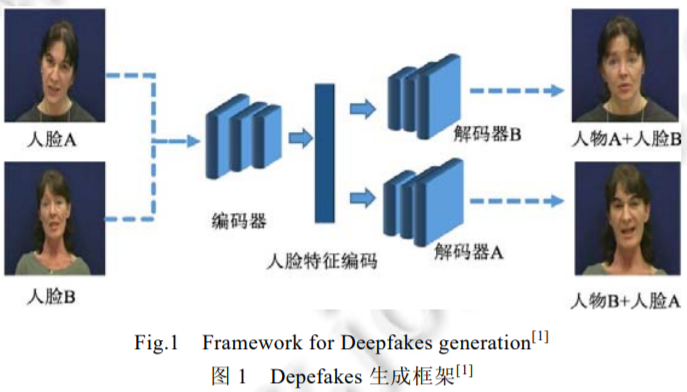 人脸A
人脸B
编码器
人脸特征编码
解码器B
解码器A
人物A+人脸B
人物B+人脸A
Fig.1 Framework for Deepfakes generation[1]
图 1 Depefakes 生成框架[1]